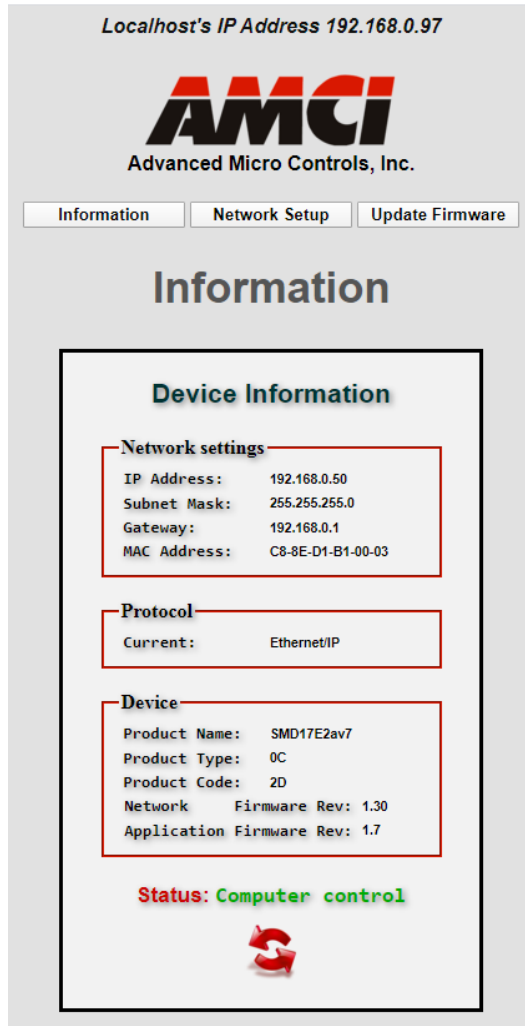 Localhost's IP Address 192.168.0.97
AMCI
Advanced Micro Controls, Inc.
Information Network Setup Update Firmware
Information
Device Information
Network settings
IP Address: 192.168.0.50
Subnet Mask: 255.255.255.0
Gateway: 192.168.0.1
MAC Address: C8-8E-D1-B1-00-03
Protocol
Current: Ethernet/IP
Device
Product Name: SMD17E2av7
Product Type: 0C
Product Code: 2D
Network Firmware Rev: 1.30
Application Firmware Rev: 1.7
Status: Computer control